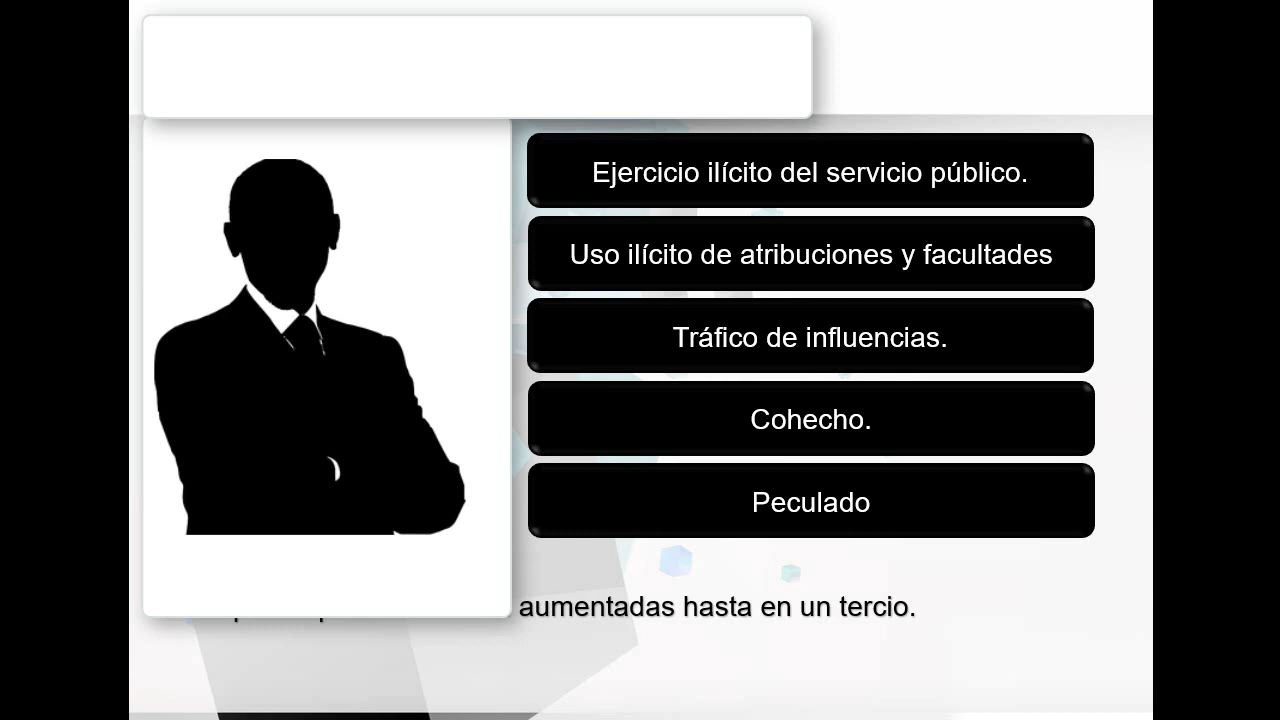 Ejercicio ilícito del servicio público.
Uso ilícito de atribuciones y facultades
Tráfico de influencias.
Cohecho.
Peculado
aumentadas hasta en un tercio.